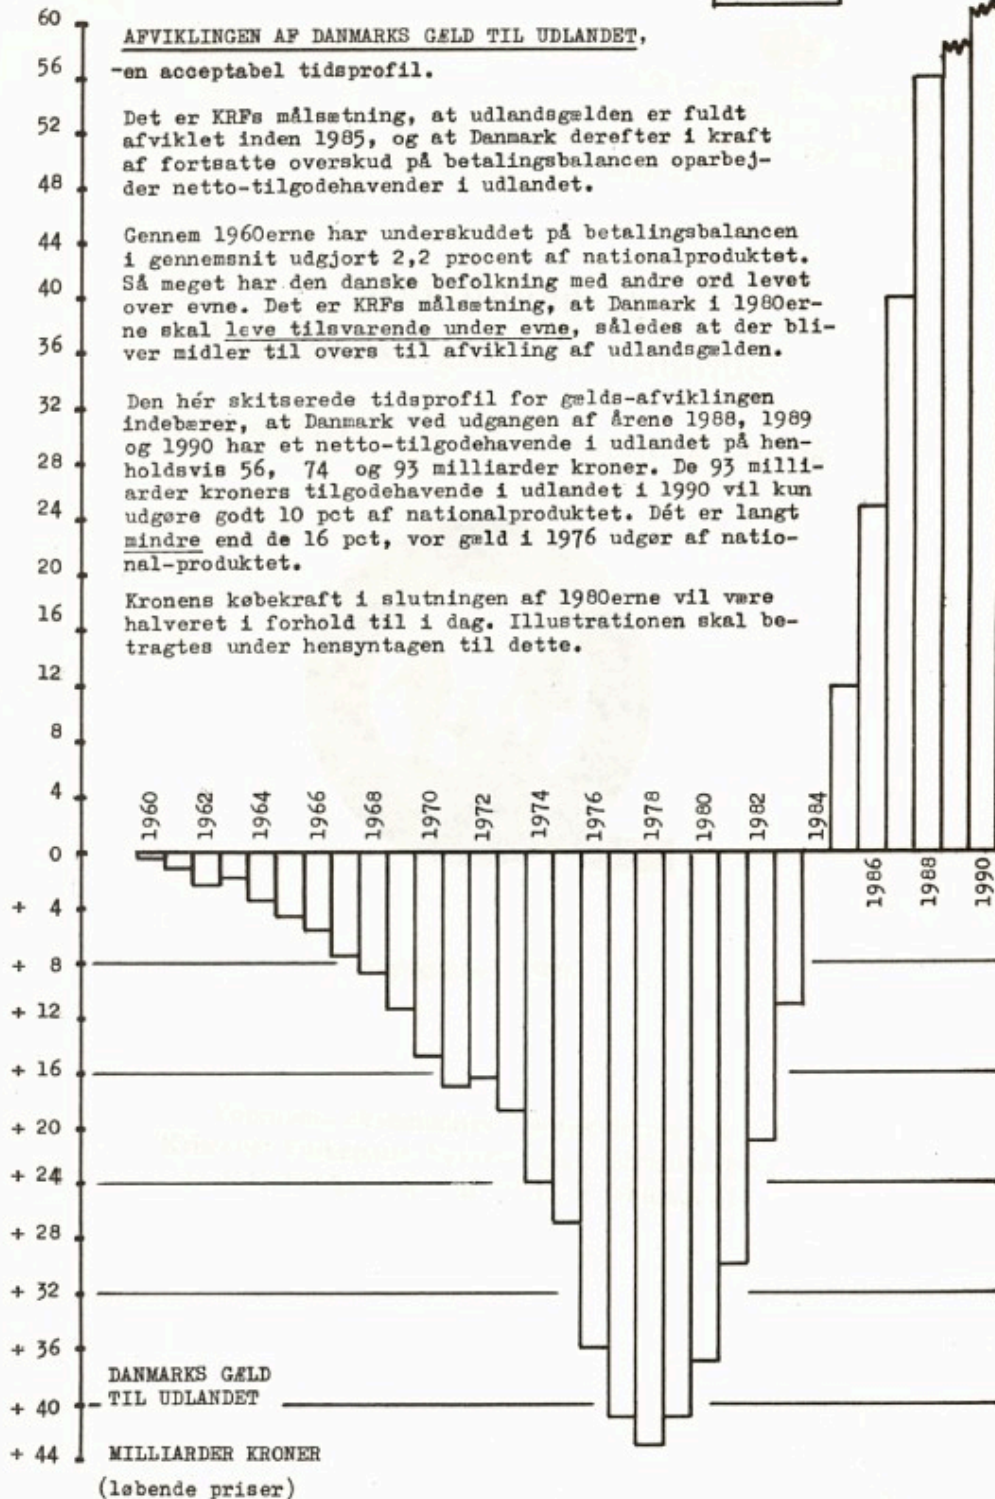 AFVIKLINGEN AF DANMARKS GÆLD TIL UDLANDET,
-en acceptabel tidsprofil.
Det er KRFs målsætning, at udlandsgælden er fuldt
afviklet inden 1985, og at Danmark derefter i kraft
af fortsatte overskud på betalingsbalancen oparbej-
der netto-tilgodehavender i udlandet.
Gennem 1960erne har underskuddet på betalingsbalancen
i gennemsnit udgjort 2,2 procent af nationalproduktet.
Så meget har den danske befolkning med andre ord levet
over evne. Det er KRFs målsætning, at Danmark i 1980er-
ne skal leve tilsvarende under evne, således at der bli-
ver midler til overs til afvikling af udlandsgælden.
Den hér skitserede tidsprofil for gælds-afviklingen
indebærer, at Danmark ved udgangen af årene 1988, 1989
og 1990 har et netto-tilgodehavende i udlandet på hen-
holdsvis 56, 74 og 93 milliarder kroner. De 93 milli-
arder kroners tilgodehavende i udlandet i 1990 vil kun
udgøre godt 10 pct af nationalproduktet. Dét er langt
mindre end de 16 pct, vor gæld i 1976 udgør af natio-
nal-produktet.
Kronens købekraft i slutningen af 1980erne vil være
halveret i forhold til i dag. Illustrationen skal be-
tragtes under hensyntagen til dette.
60
56
52
48
44
40
36
32
28
24
20
16
12
8
4
0
+ 4
+ 8
+ 12
+ 16
+ 20
+ 24
+ 28
+ 32
+ 36
+ 40
+ 44
1960
1962
1964
1966
1968
1970
1972
1974
1976
1978
1980
1982
1984
1986
1988
1990
DANMARKS GÆLD
TIL UDLANDET
MILLIARDER KRONER
(løbende priser)